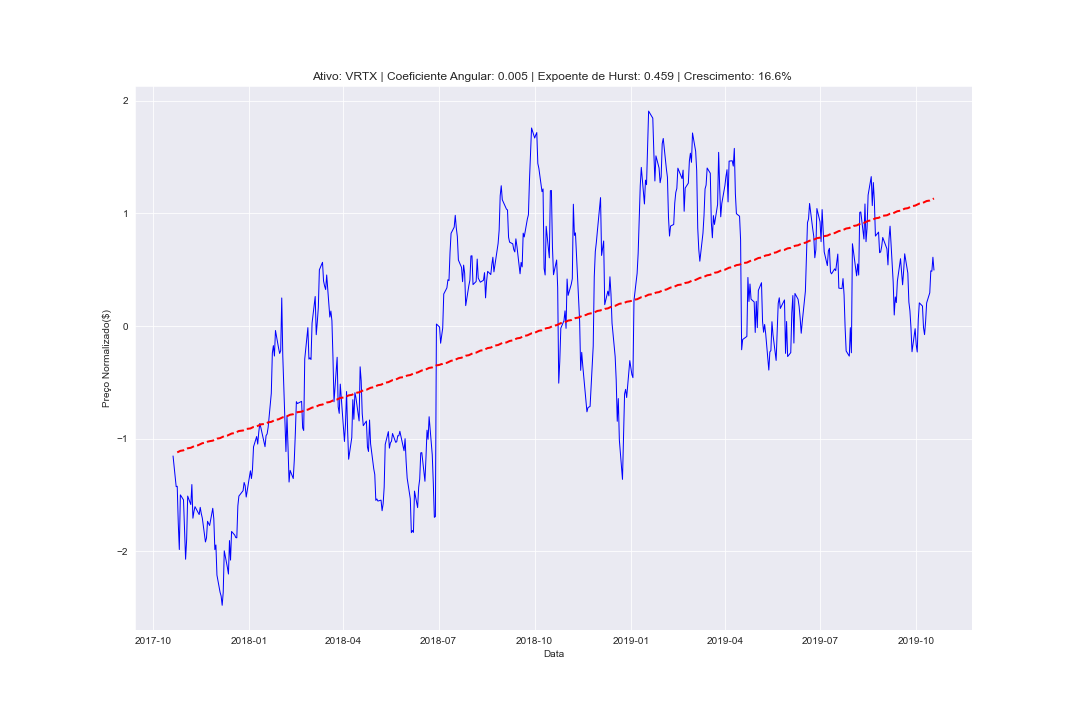 Ativo: VRTX | Coeficiente Angular: 0.005 | Expoente de Hurst: 0.459 | Crescimento: 16.6%
2
1
0
−1
−2
Preço Normalizado($)
2017-10 2018-01 2018-04 2018-07 2018-10 2019-01 2019-04 2019-07 2019-10
Data